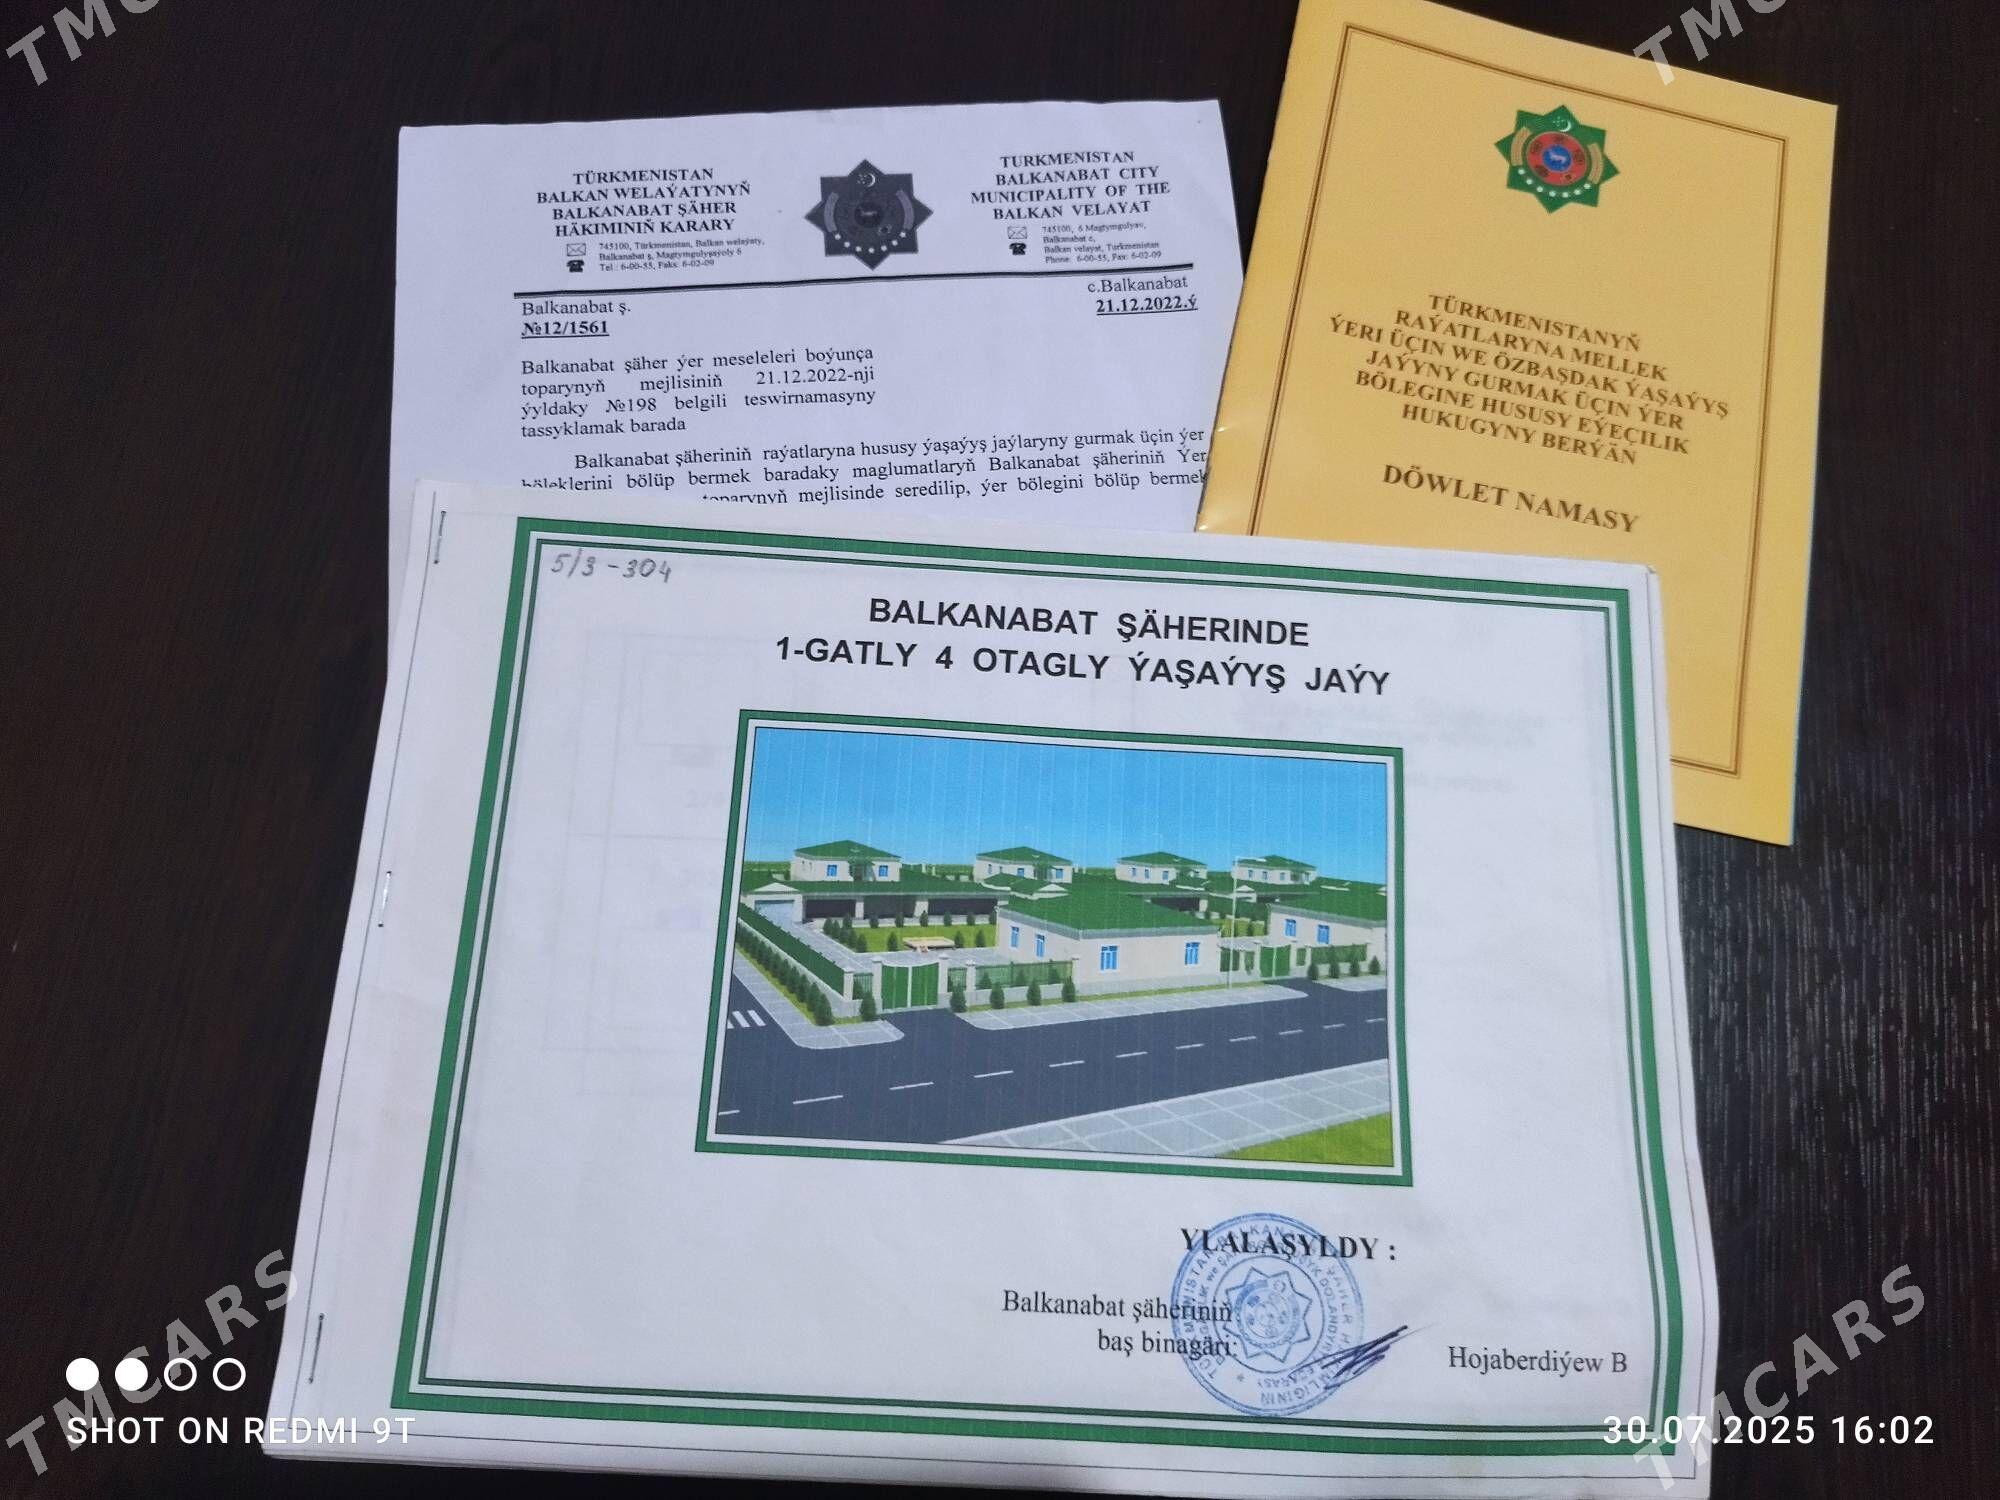 TÜRKMENISTAN
BALKAN WELAÝATYNYŇ
BALKANABAT ŞÄHER
HÄKIMINIŇ KARARY
745100, Türkmenistan, Balkan welaýaty,
Balkanabat ş, Magtymgulyşaýoly 6
Tel.: 6-00-55, Faks: 6-02-09
TURKMENISTAN
BALKANABAT CITY
MUNICIPALITY OF THE
BALKAN VELAYAT
745100, 6 Magtymgulyav,
Balkanabat c,
Balkan velayat, Turkmenistan
Phone: 6-00-55, Fax: 6-02-09
Balkanabat ş.
№12/1561
c.Balkanabat
21.12.2022.ý
Balkanabat şäher ýer meseleleri boýunça
toparynyň mejlisiniň 21.12.2022-nji
ýyldaky №198 belgili teswirnamasyny
tassyklamak barada
Balkanabat şäheriniň raýatlaryna hususy ýaşaýyş jaýlaryny gurmak üçin ýer
böleklerini bölüp bermek baradaky maglumatlaryň Balkanabat şäheriniň Ýer
toparynyň mejlisinde seredilip, ýer bölegini bölüp bermek
TÜRKMENISTANYŇ
RAÝATLARYNA MELLEK
ÝERI ÜÇIN WE ÖZBAŞDAK ÝAŞAÝYŞ
JAÝYNY GURMAK ÜÇIN ÝER
BÖLEGINE HUSUSY EÝEÇILIK
HUKUGYNY BERÝÄN
DÖWLET NAMASY
5/3-304
BALKANABAT ŞÄHERINDE
1-GATLY 4 OTAGLY ÝAŞAÝYŞ JAÝY
YLALAŞYLDY :
Balkanabat şäheriniň
baş binagäri:
Hojaberdiýew B
SHOT ON REDMI 9T
30.07.2025 16:02
TMCARS
TMCARS